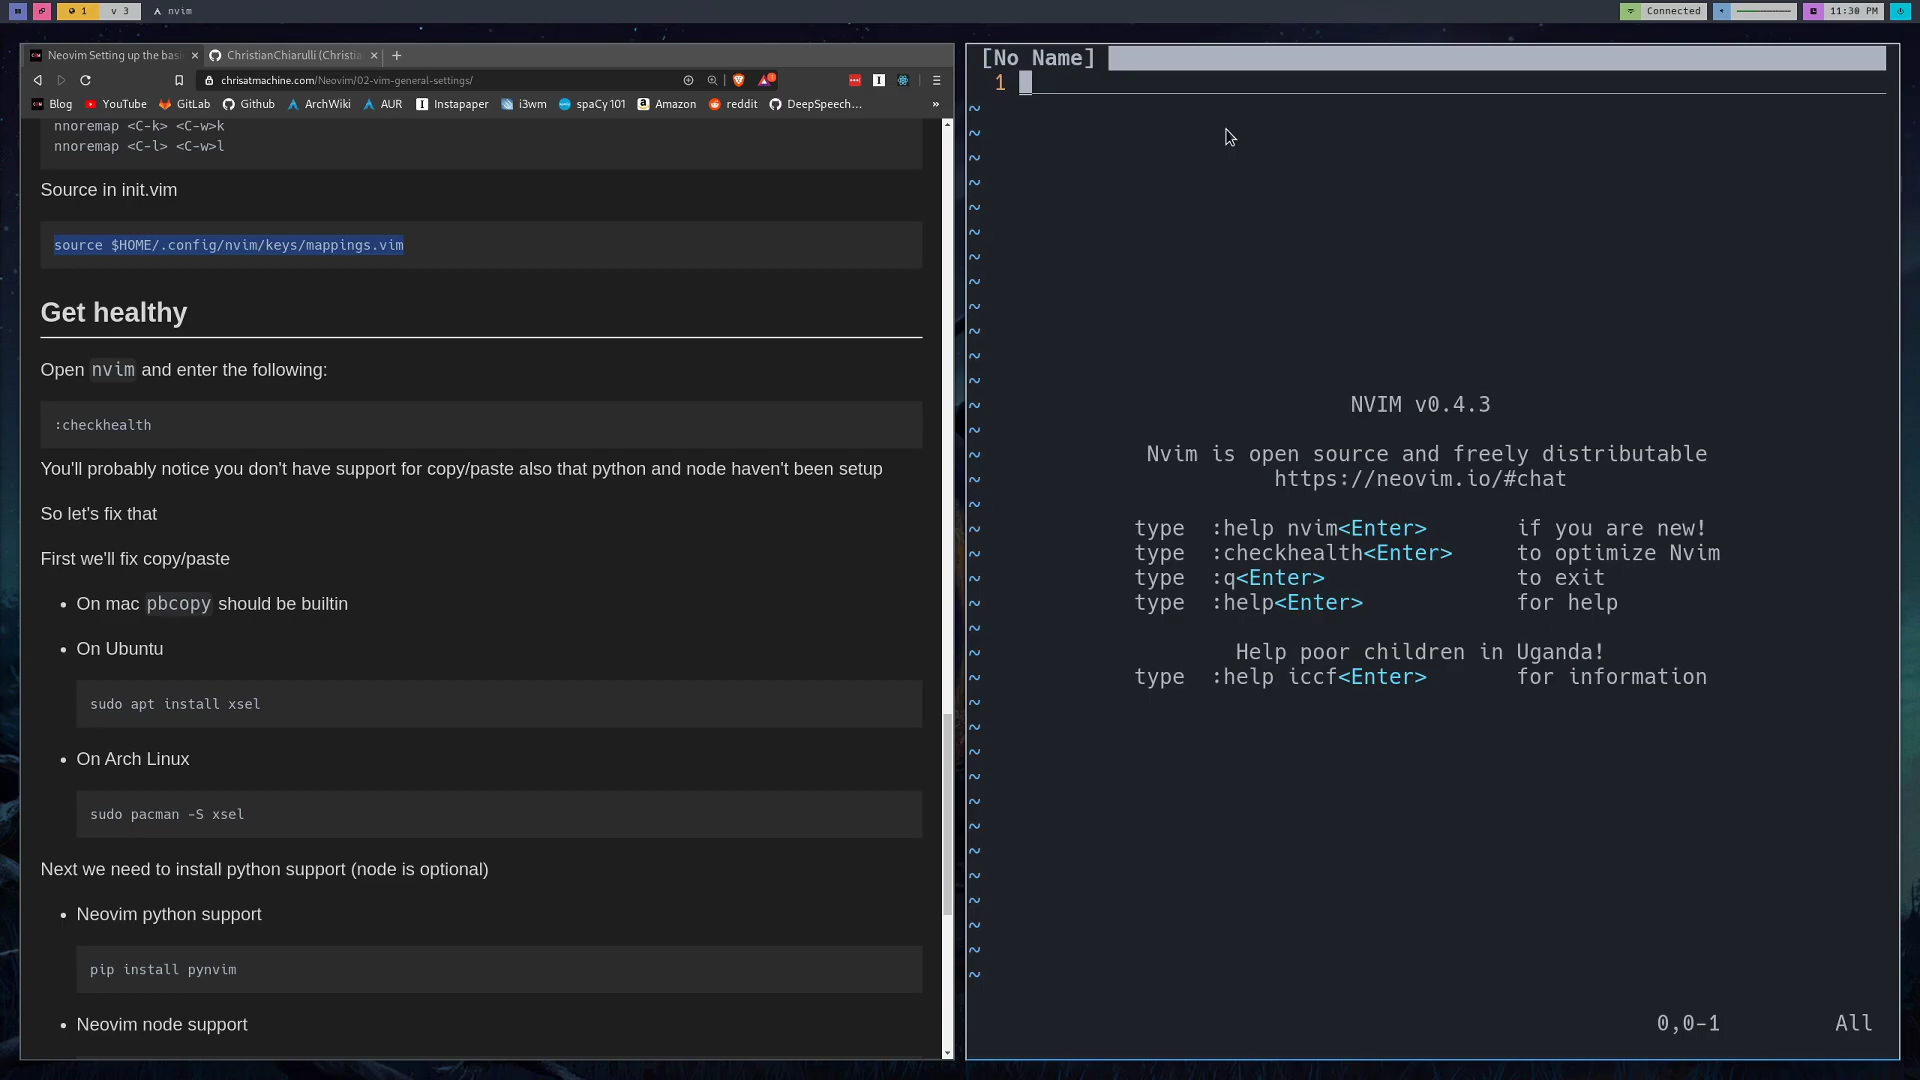 1
v 3
nvim
Connected
11:30 PM
Neovim Setting up the basi
ChristianChiarulli (Christia
chrisatmachine.com/Neovim/02-vim-general-settings/
Blog YouTube GitLab Github ArchWiki AUR Instapaper i3wm spaCy101 Amazon reddit DeepSpeech… »
nnoremap <C-k> <C-w>k
nnoremap <C-l> <C-w>l
Source in init.vim
source $HOME/.config/nvim/keys/mappings.vim
Get healthy
Open nvim and enter the following:
:checkhealth
You'll probably notice you don't have support for copy/paste also that python and node haven't been setup
So let's fix that
First we'll fix copy/paste
• On mac pbcopy should be builtin
• On Ubuntu
sudo apt install xsel
• On Arch Linux
sudo pacman -S xsel
Next we need to install python support (node is optional)
• Neovim python support
pip install pynvim
• Neovim node support
[No Name]
1
~
~
~
~
~
~
~
~
~
~
~
~
~ NVIM v0.4.3
~
~ Nvim is open source and freely distributable
~ https://neovim.io/#chat
~
~ type :help nvim<Enter> if you are new!
~ type :checkhealth<Enter> to optimize Nvim
~ type :q<Enter> to exit
~ type :help<Enter> for help
~
~ Help poor children in Uganda!
~ type :help iccf<Enter> for information
~
~
~
~
~
~
~
~
~
~
~
~
0,0-1 All